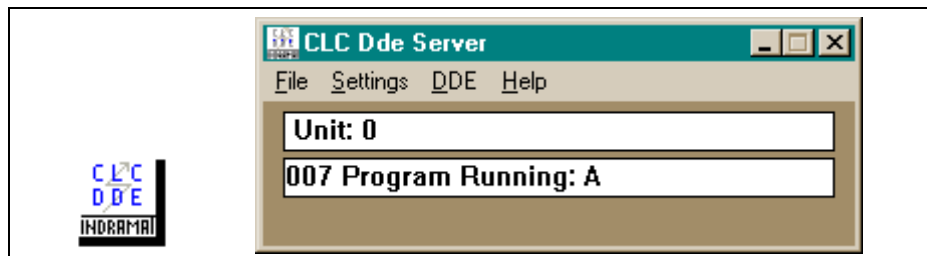 CLC Dde Server
File Settings DDE Help
Unit: 0
007 Program Running: A
CLC
DDE
INDRAMAT